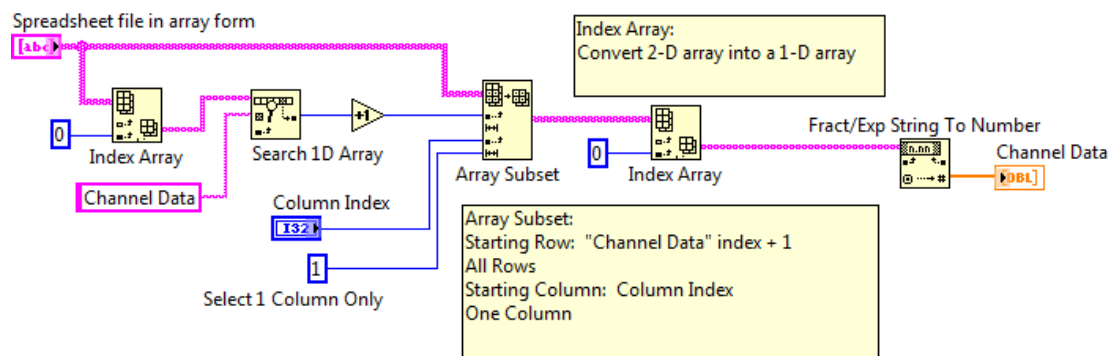 Spreadsheet file in array form
[abc
Index Array:
Convert 2-D array into a 1-D array
0
Index Array
+1
Search 1D Array
Array Subset
0
Index Array
Fract/Exp String To Number
n.nn
#
Channel Data
DBL]
Channel Data
Column Index
I32
1
Select 1 Column Only
Array Subset:
Starting Row:  "Channel Data" index + 1
All Rows
Starting Column:  Column Index
One Column